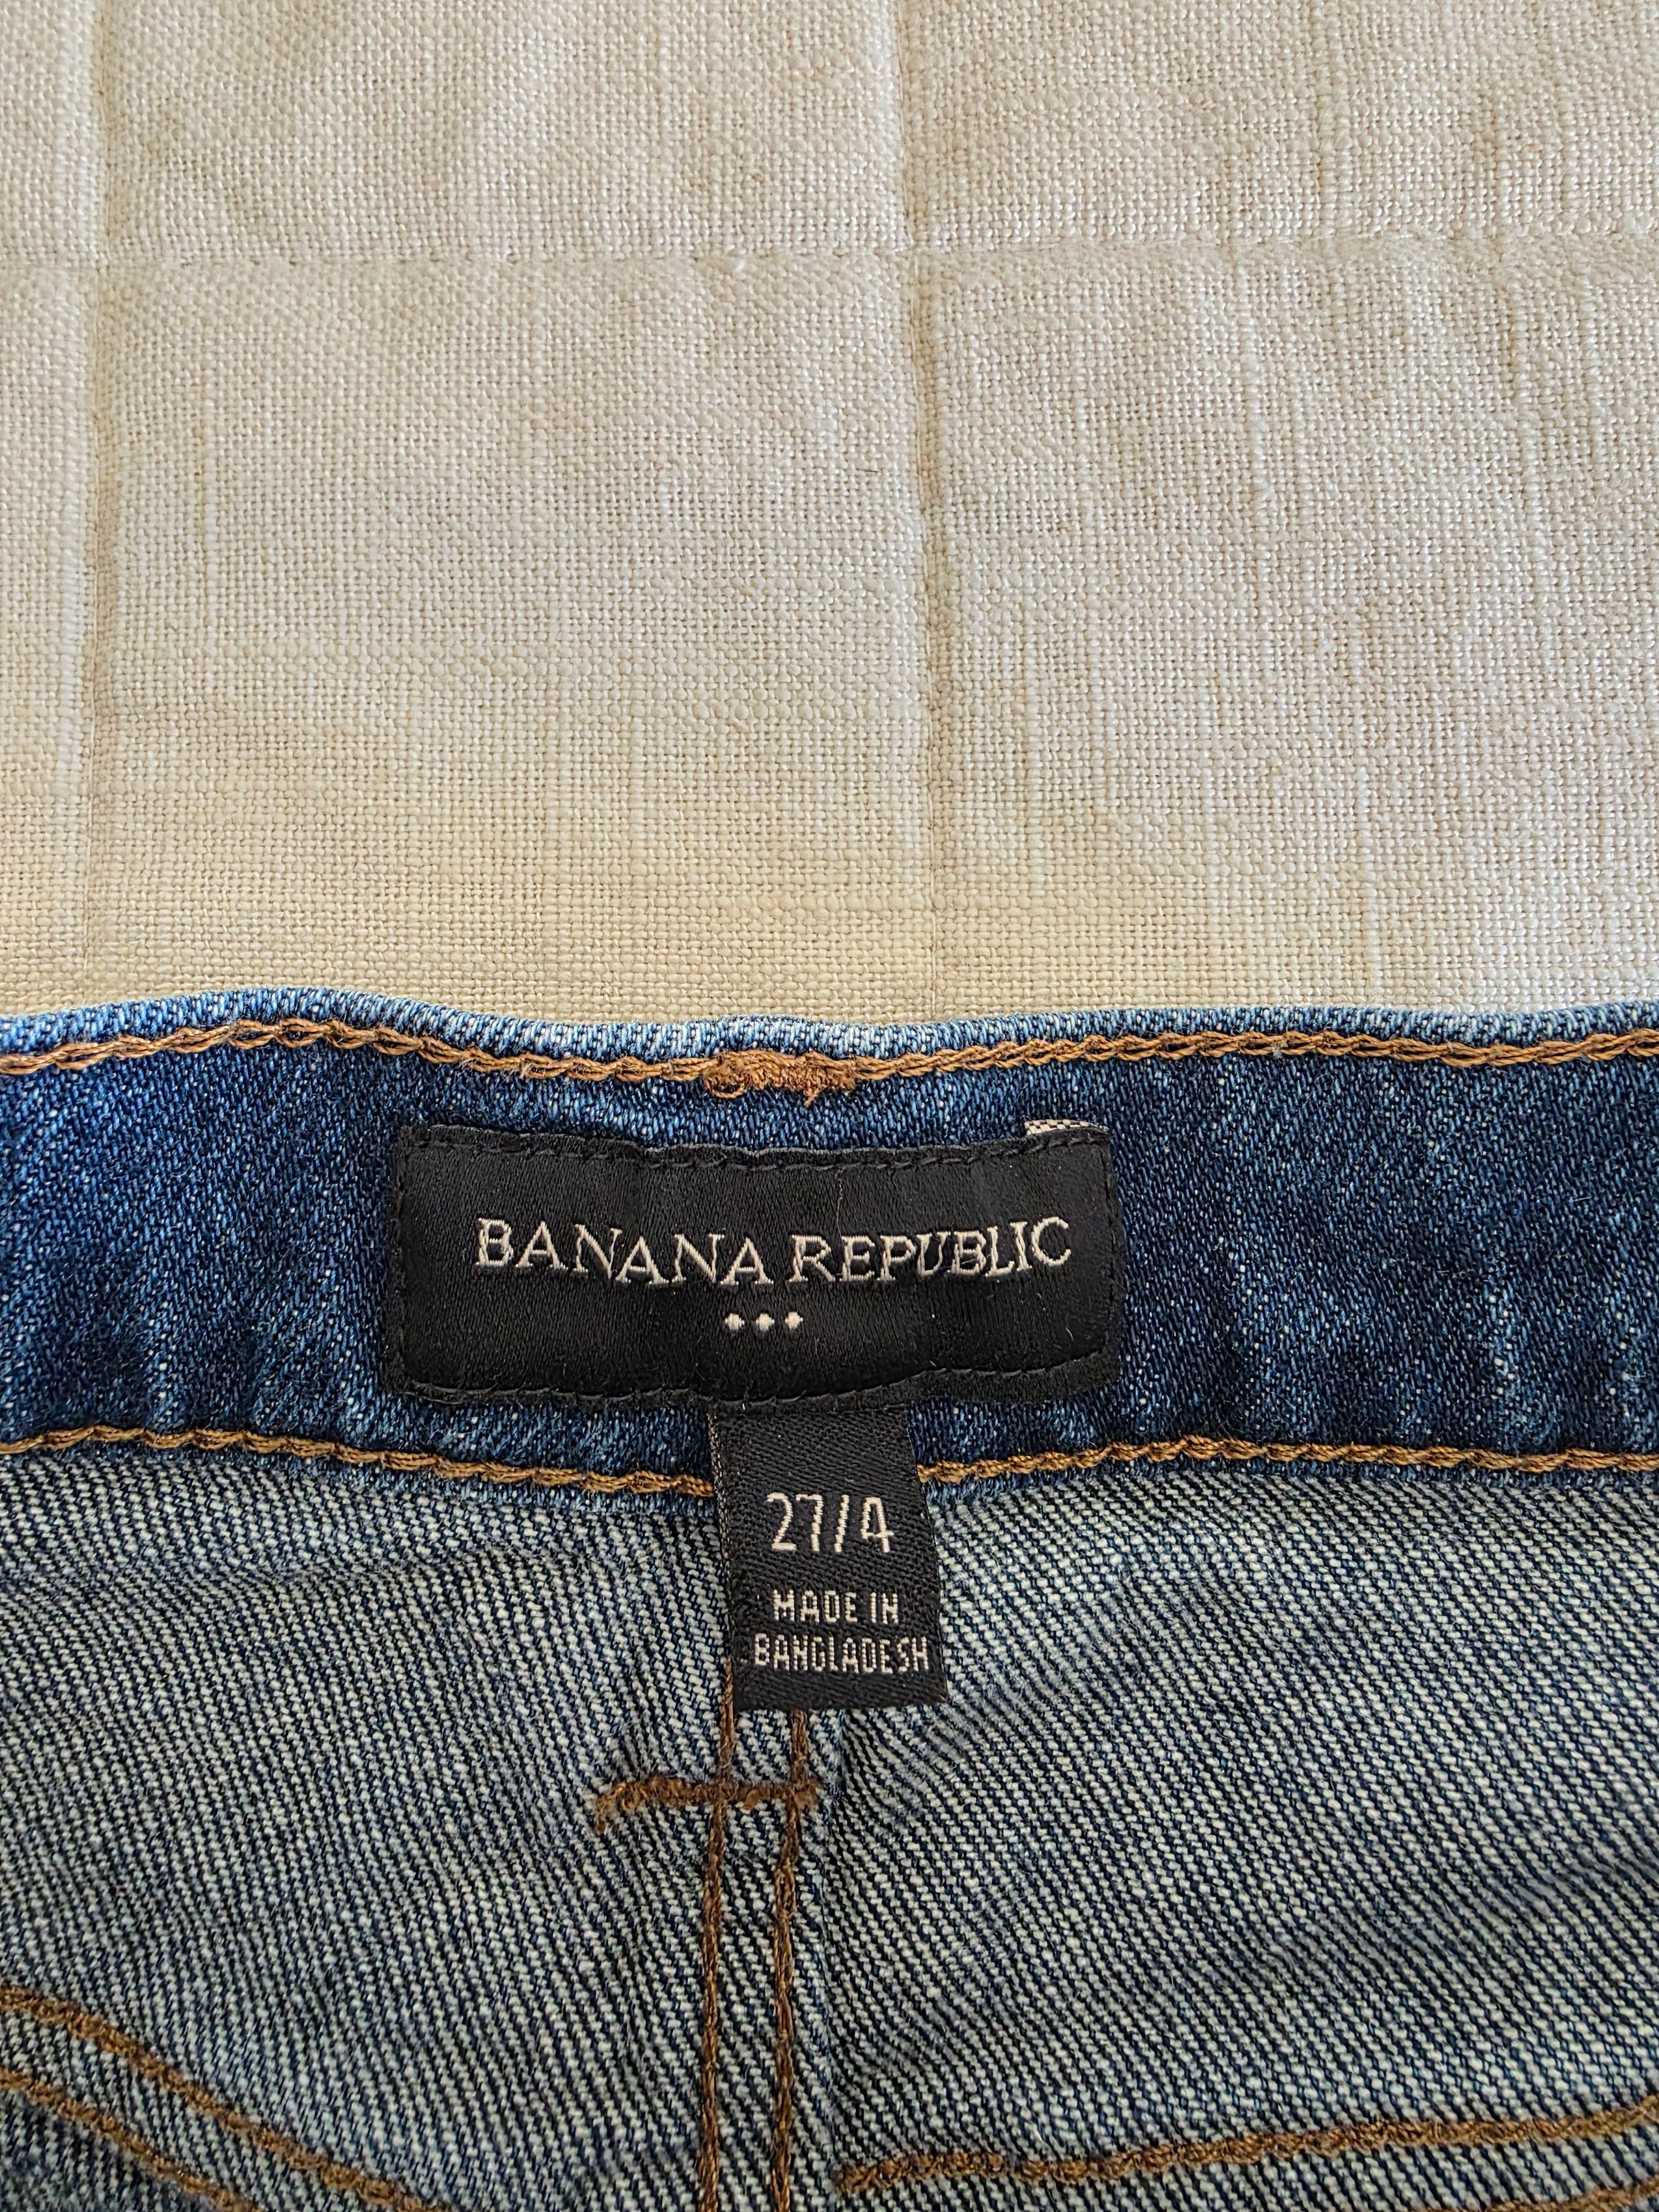 BANANA REPUBLIC
27/4
MADE IN
BANGLADESH